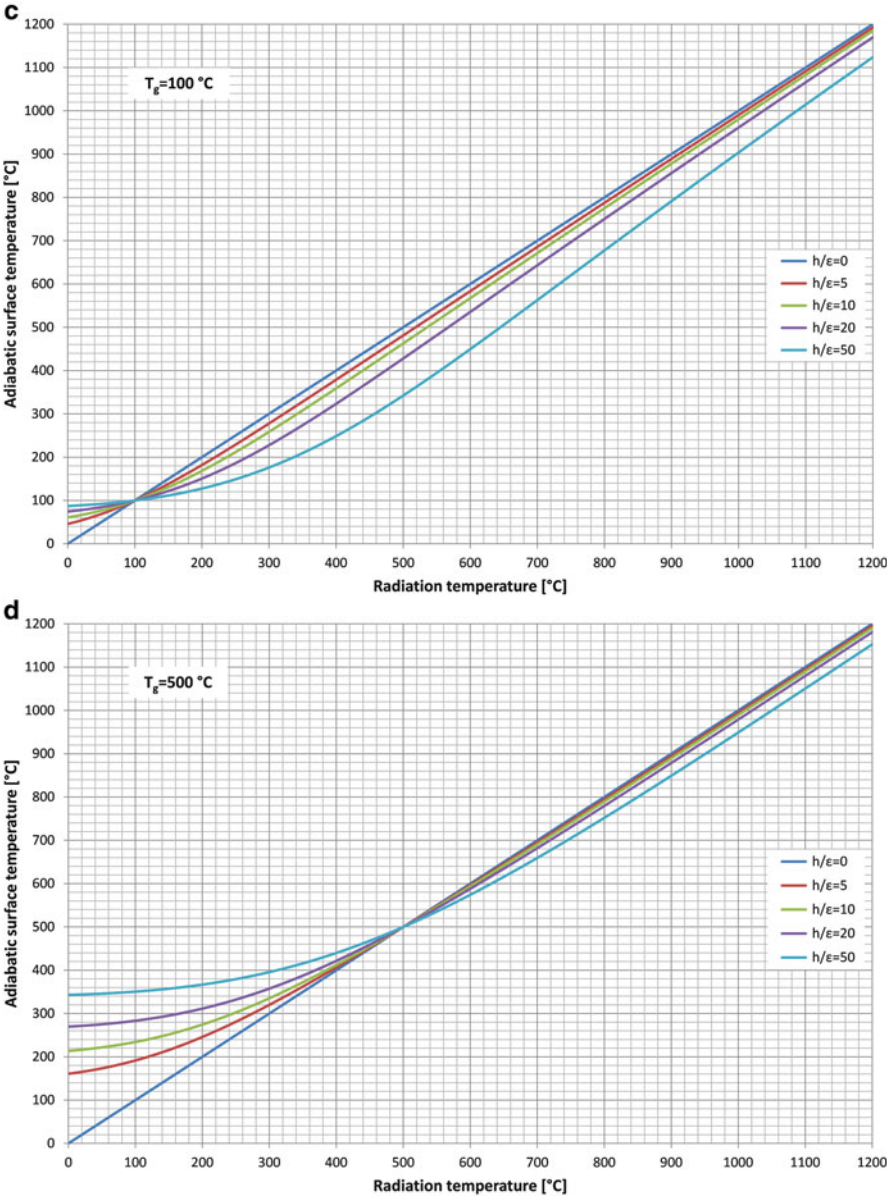 c
1200
1100
1000
900
800
700
600
500
400
300
200
100
0
Adiabatic surface temperature [°C]
T_g=100 °C
h/ε=0
h/ε=5
h/ε=10
h/ε=20
h/ε=50
0 100 200 300 400 500 600 700 800 900 1000 1100 1200
Radiation temperature [°C]
d
1200
1100
1000
900
800
700
600
500
400
300
200
100
0
Adiabatic surface temperature [°C]
T_g=500 °C
h/ε=0
h/ε=5
h/ε=10
h/ε=20
h/ε=50
0 100 200 300 400 500 600 700 800 900 1000 1100 1200
Radiation temperature [°C]